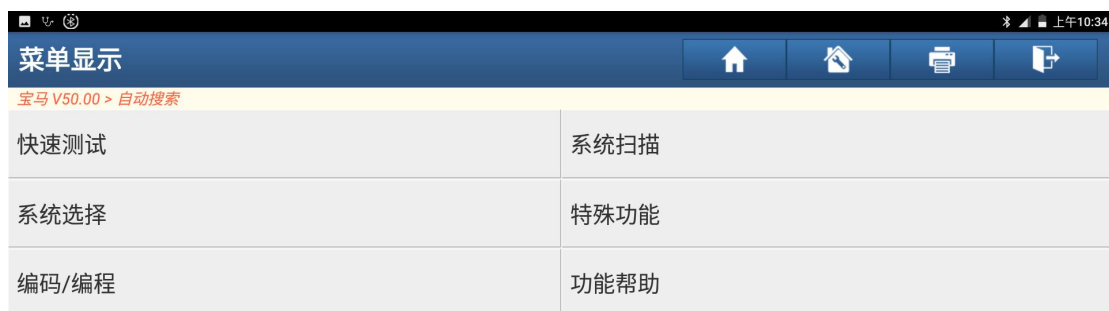 上午10:34
菜单显示
宝马 V50.00 > 自动搜索
快速测试
系统扫描
系统选择
特殊功能
编码/编程
功能帮助